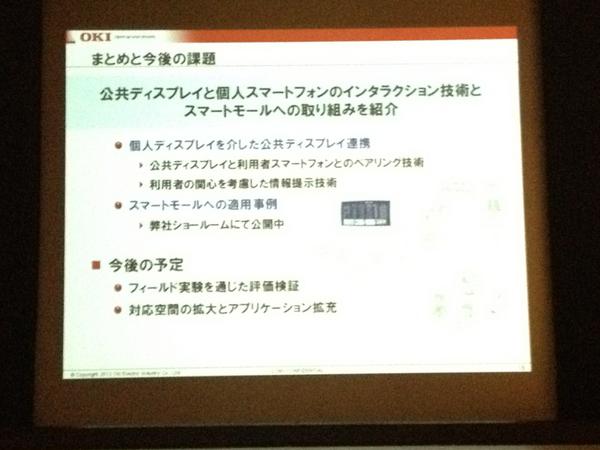 OKI
まとめと今後の課題
公共ディスプレイと個人スマートフォンのインタラクション技術と
スマートモールへの取り組みを紹介
個人ディスプレイを介した公共ディスプレイ連携
公共ディスプレイと利用者スマートフォンとのペアリング技術
利用者の関心を考慮した情報提示技術
スマートモールへの適用事例
弊社ショールームにて公開中
今後の予定
フィールド実験を通じた評価検証
対応空間の拡大とアプリケーション拡充